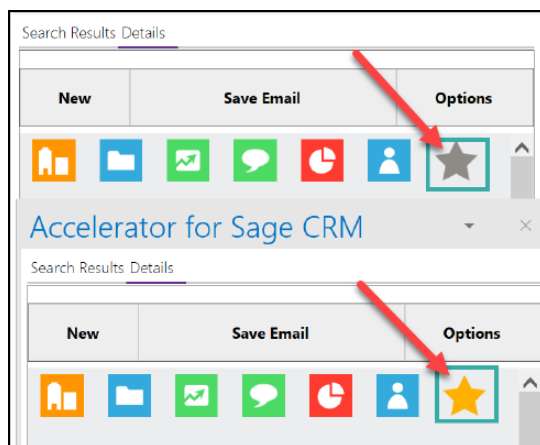 Search Results Details
New Save Email Options
Accelerator for Sage CRM
Search Results Details
New Save Email Options